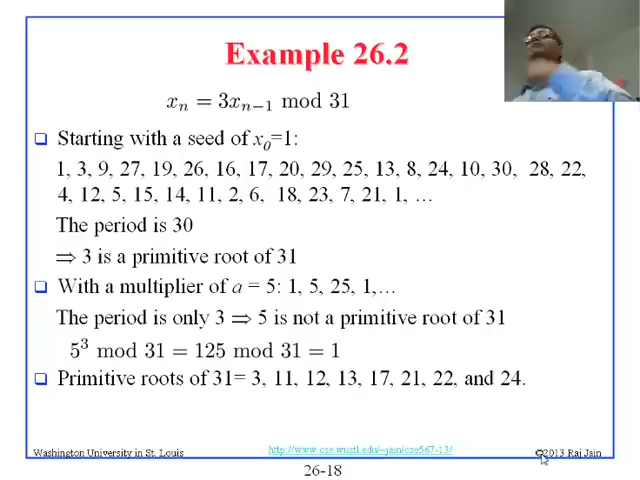 Example 26.2
xₙ = 3xₙ₋₁ mod 31
Starting with a seed of x₀=1:
1, 3, 9, 27, 19, 26, 16, 17, 20, 29, 25, 13, 8, 24, 10, 30, 28, 22,
4, 12, 5, 15, 14, 11, 2, 6, 18, 23, 7, 21, 1, …
The period is 30
⇒ 3 is a primitive root of 31
With a multiplier of a = 5: 1, 5, 25, 1,…
The period is only 3 ⇒ 5 is not a primitive root of 31
5³ mod 31 = 125 mod 31 = 1
Primitive roots of 31= 3, 11, 12, 13, 17, 21, 22, and 24.
Washington University in St. Louis
http://www.cse.wustl.edu/~jain/cse567-13/
©2013 Raj Jain
26-18